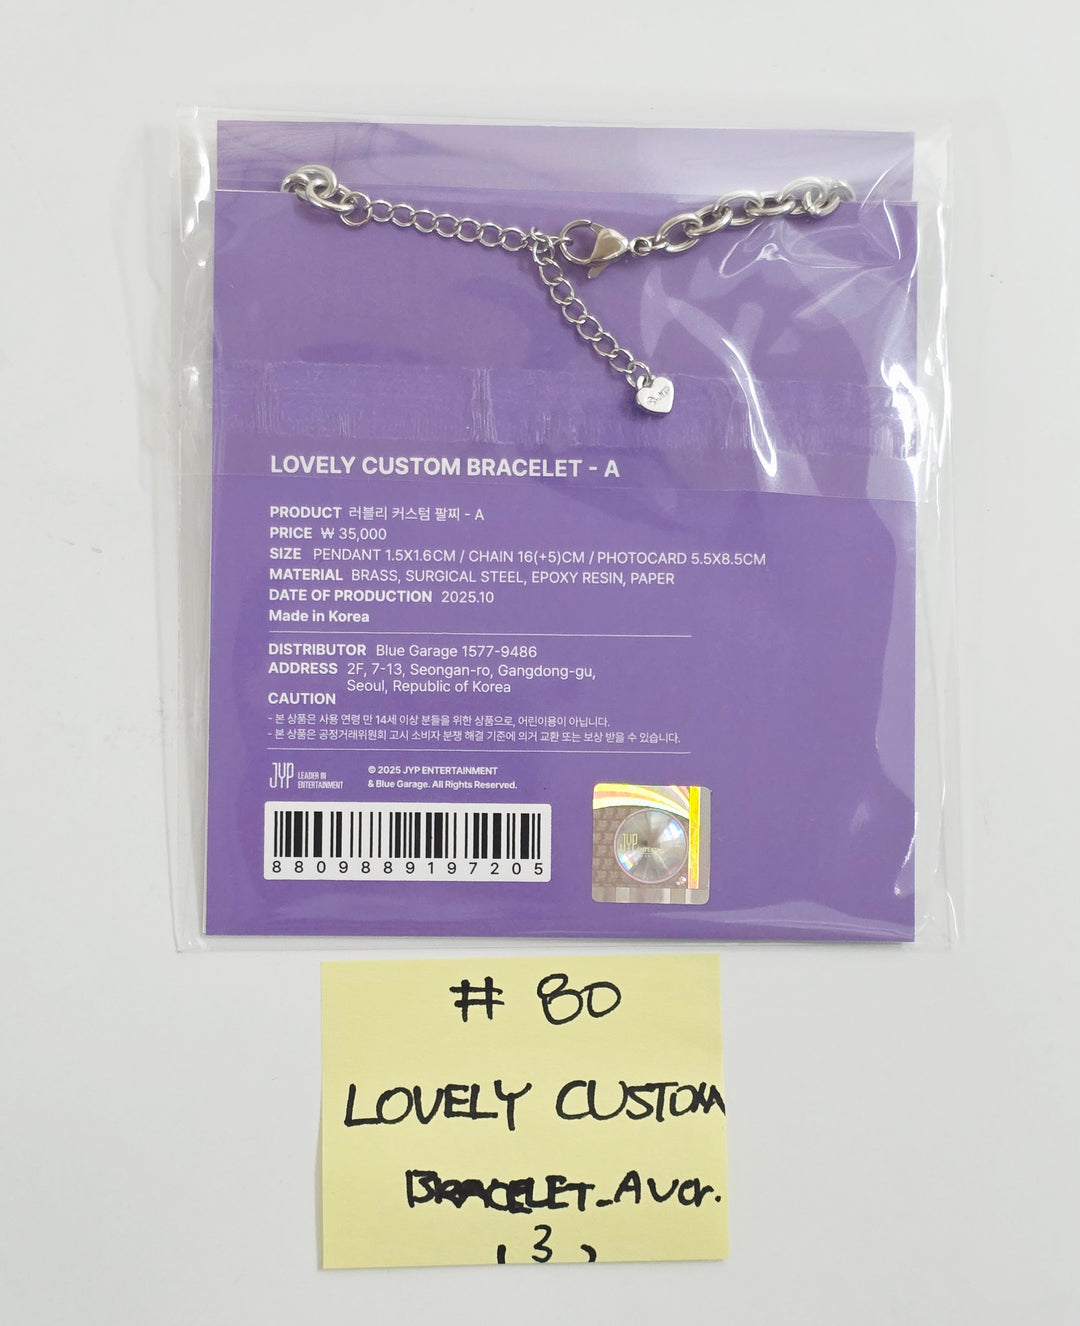 LOVELY CUSTOM BRACELET - A
PRODUCT 러블리 커스텀 팔찌 - A
PRICE ₩ 35,000
SIZE PENDANT 1.5X1.6CM / CHAIN 16(+5)CM / PHOTOCARD 5.5X8.5CM
MATERIAL BRASS, SURGICAL STEEL, EPOXY RESIN, PAPER
DATE OF PRODUCTION 2025.10
Made in Korea
DISTRIBUTOR Blue Garage 1577-9486
ADDRESS 2F, 7-13, Seongan-ro, Gangdong-gu,
Seoul, Republic of Korea
CAUTION
- 본 상품은 사용 연령 만 14세 이상 분들을 위한 상품으로, 어린이용이 아닙니다.
- 본 상품은 공정거래위원회 고시 소비자 분쟁 해결 기준에 의거 교환 또는 보상 받을 수 있습니다.
JYP LEADER IN
ENTERTAINMENT
© 2025 JYP ENTERTAINMENT
& Blue Garage. All Rights Reserved.
8809889197205
JYP
# 80
LOVELY CUSTOM
BRACELET_A ver.
(3)